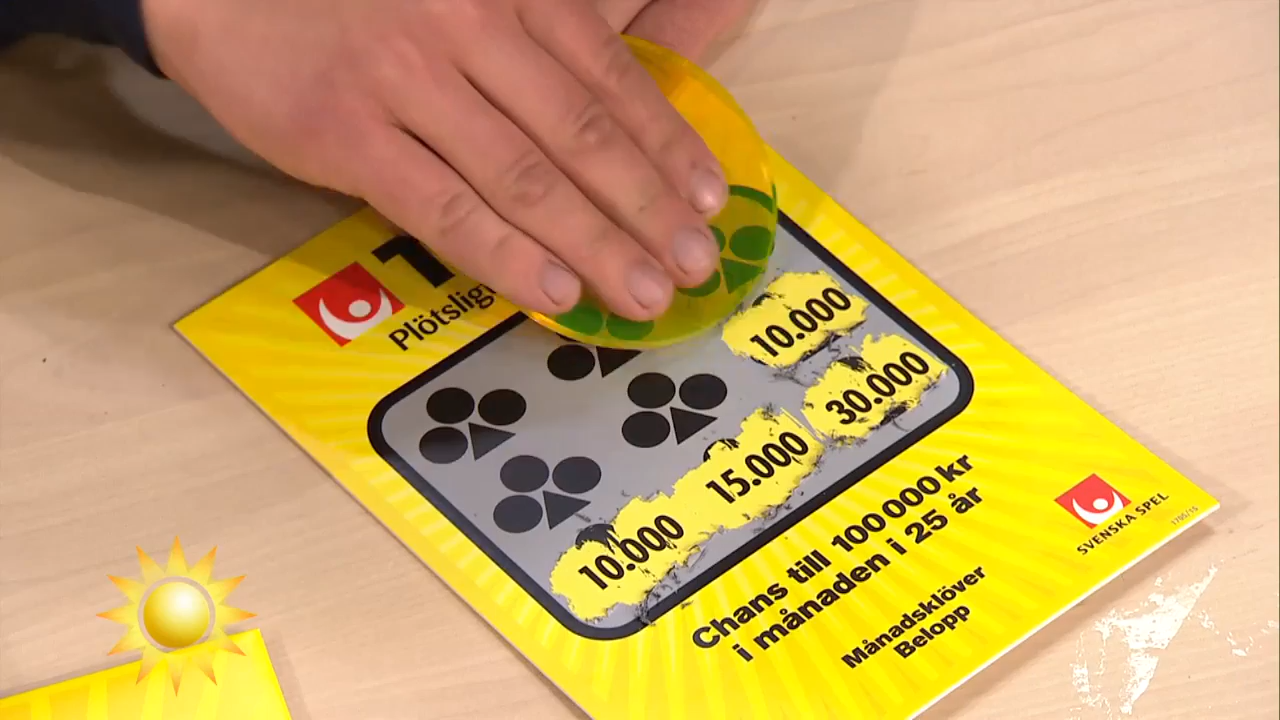 Plötsligt
10.000
30.000
15.000
10.000
Chans till 100 000 kr
i månaden i 25 år
Månadsklöver
Belopp
SVENSKA SPEL